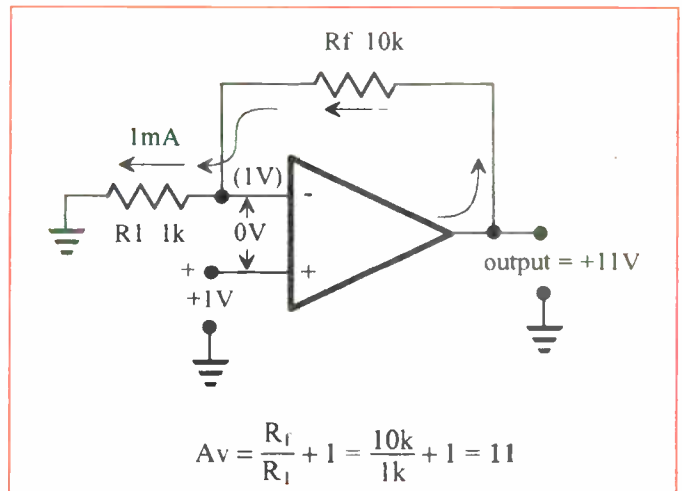 Rf 10k
1mA
(1V)
-
R1 1k
0V
+
+
+1V
output = +11V
Av = Rf/R1 + 1 = 10k/1k + 1 = 11